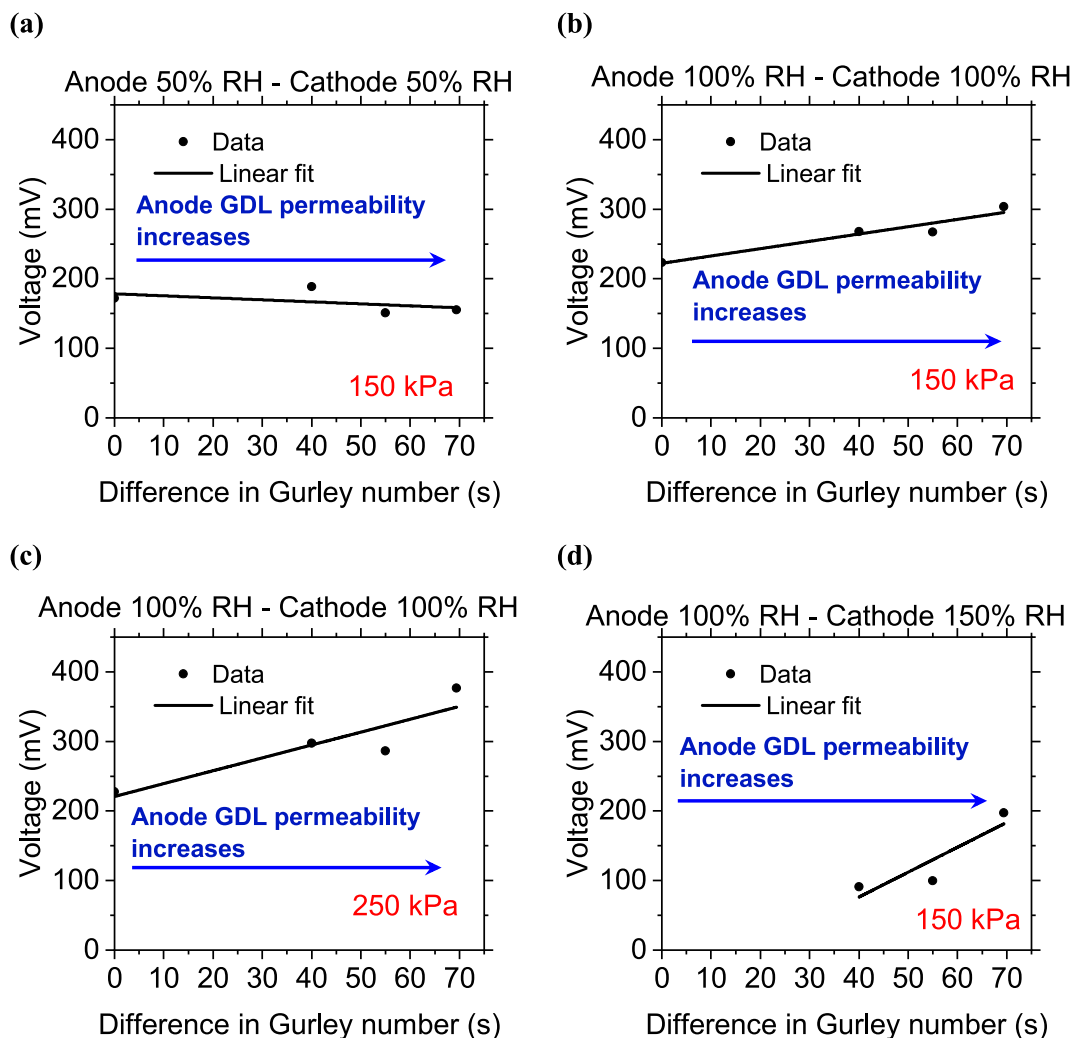 (a)
Anode 50% RH - Cathode 50% RH
400
300
200
100
0
Voltage (mV)
Data
Linear fit
Anode GDL permeability
increases
150 kPa
0 10 20 30 40 50 60 70
Difference in Gurley number (s)
(b)
Anode 100% RH - Cathode 100% RH
400
300
200
100
0
Voltage (mV)
Data
Linear fit
Anode GDL permeability
increases
150 kPa
0 10 20 30 40 50 60 70
Difference in Gurley number (s)
(c)
Anode 100% RH - Cathode 100% RH
400
300
200
100
0
Voltage (mV)
Data
Linear fit
Anode GDL permeability
increases
250 kPa
0 10 20 30 40 50 60 70
Difference in Gurley number (s)
(d)
Anode 100% RH - Cathode 150% RH
400
300
200
100
0
Voltage (mV)
Data
Linear fit
Anode GDL permeability
increases
150 kPa
0 10 20 30 40 50 60 70
Difference in Gurley number (s)